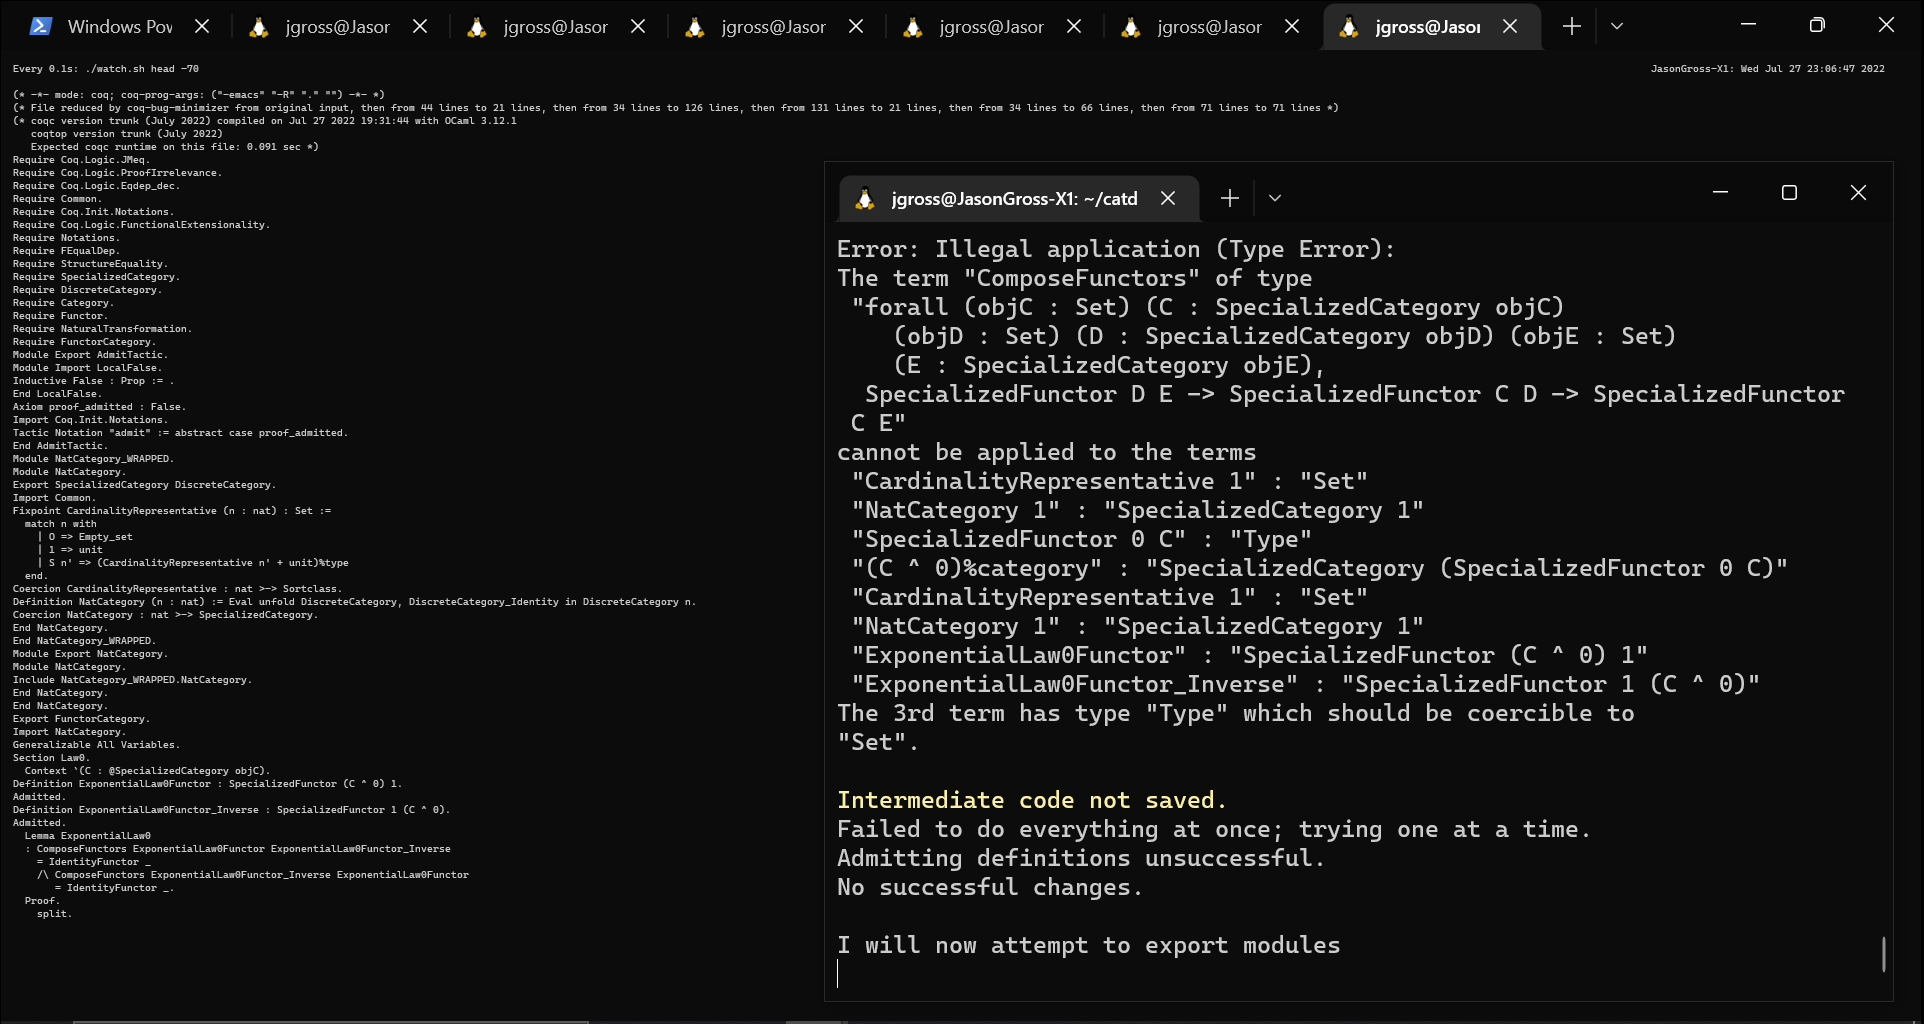 Windows Pov
jgross@Jasor
jgross@Jasor
jgross@Jasor
jgross@Jasor
jgross@Jasor
jgross@Jasor
Every 0.1s: ./watch.sh head -70
JasonGross-X1: Wed Jul 27 23:06:47 2022
(* -*- mode: coq; coq-prog-args: ("-emacs" "-R" "." "") -*- *)
(* File reduced by coq-bug-minimizer from original input, then from 44 lines to 21 lines, then from 34 lines to 126 lines, then from 131 lines to 21 lines, then from 34 lines to 66 lines, then from 71 lines to 71 lines *)
(* coqc version trunk (July 2022) compiled on Jul 27 2022 19:31:44 with OCaml 3.12.1
   coqtop version trunk (July 2022)
   Expected coqc runtime on this file: 0.091 sec *)
Require Coq.Logic.JMeq.
Require Coq.Logic.ProofIrrelevance.
Require Coq.Logic.Eqdep_dec.
Require Common.
Require Coq.Init.Notations.
Require Coq.Logic.FunctionalExtensionality.
Require Notations.
Require FEqualDep.
Require StructureEquality.
Require SpecializedCategory.
Require DiscreteCategory.
Require Category.
Require Functor.
Require NaturalTransformation.
Require FunctorCategory.
Module Export AdmitTactic.
Module Import LocalFalse.
Inductive False : Prop := .
End LocalFalse.
Axiom proof_admitted : False.
Import Coq.Init.Notations.
Tactic Notation "admit" := abstract case proof_admitted.
End AdmitTactic.
Module NatCategory_WRAPPED.
Module NatCategory.
Export SpecializedCategory DiscreteCategory.
Import Common.
Fixpoint CardinalityRepresentative (n : nat) : Set :=
  match n with
    | O => Empty_set
    | 1 => unit
    | S n' => (CardinalityRepresentative n' + unit)%type
  end.
Coercion CardinalityRepresentative : nat >-> Sortclass.
Definition NatCategory (n : nat) := Eval unfold DiscreteCategory, DiscreteCategory_Identity in DiscreteCategory n.
Coercion NatCategory : nat >-> SpecializedCategory.
End NatCategory.
End NatCategory_WRAPPED.
Module Export NatCategory.
Module NatCategory.
Include NatCategory_WRAPPED.NatCategory.
End NatCategory.
End NatCategory.
Export FunctorCategory.
Import NatCategory.
Generalizable All Variables.
Section Law0.
  Context `(C : @SpecializedCategory objC).
Definition ExponentialLaw0Functor : SpecializedFunctor (C ^ 0) 1.
Admitted.
Definition ExponentialLaw0Functor_Inverse : SpecializedFunctor 1 (C ^ 0).
Admitted.
  Lemma ExponentialLaw0
  : ComposeFunctors ExponentialLaw0Functor ExponentialLaw0Functor_Inverse
    = IdentityFunctor _
    /\ ComposeFunctors ExponentialLaw0Functor_Inverse ExponentialLaw0Functor
       = IdentityFunctor _.
  Proof.
    split.
jgross@JasonGross-X1: ~/catd
Error: Illegal application (Type Error):
The term "ComposeFunctors" of type
 "forall (objC : Set) (C : SpecializedCategory objC)
    (objD : Set) (D : SpecializedCategory objD) (objE : Set)
    (E : SpecializedCategory objE),
  SpecializedFunctor D E -> SpecializedFunctor C D -> SpecializedFunctor
 C E"
cannot be applied to the terms
 "CardinalityRepresentative 1" : "Set"
 "NatCategory 1" : "SpecializedCategory 1"
 "SpecializedFunctor 0 C" : "Type"
 "(C ^ 0)%category" : "SpecializedCategory (SpecializedFunctor 0 C)"
 "CardinalityRepresentative 1" : "Set"
 "NatCategory 1" : "SpecializedCategory 1"
 "ExponentialLaw0Functor" : "SpecializedFunctor (C ^ 0) 1"
 "ExponentialLaw0Functor_Inverse" : "SpecializedFunctor 1 (C ^ 0)"
The 3rd term has type "Type" which should be coercible to
"Set".
Intermediate code not saved.
Failed to do everything at once; trying one at a time.
Admitting definitions unsuccessful.
No successful changes.
I will now attempt to export modules